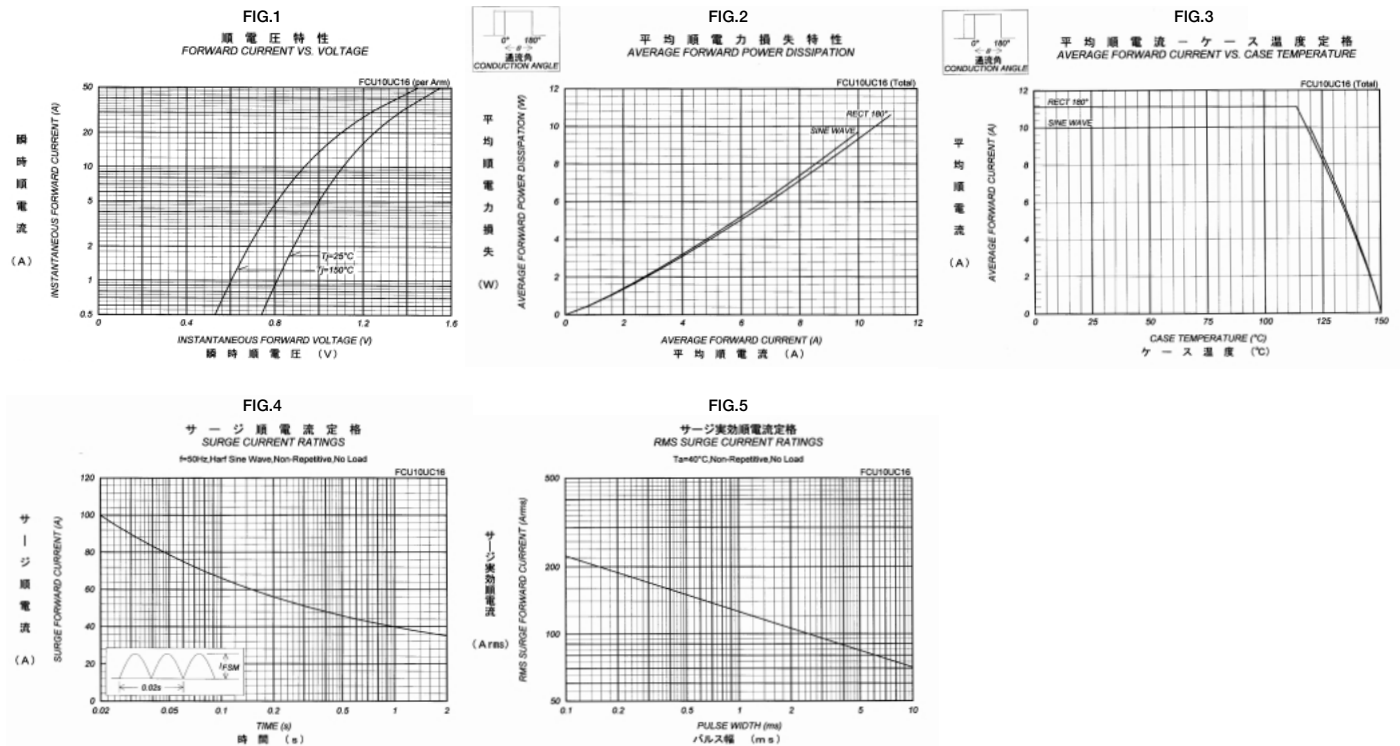 FIG.1
順電圧特性
FORWARD CURRENT VS. VOLTAGE
FCU10UC16 (per Arm)
瞬時順電流
(A)
INSTANTANEOUS FORWARD CURRENT (A)
50
20
10
5
2
1
0.5
Tj=25°C
Tj=150°C
0 0.4 0.8 1.2 1.6
INSTANTANEOUS FORWARD VOLTAGE (V)
瞬時順電圧 (V)
FIG.2
0° 180°
θ
通流角
CONDUCTION ANGLE
平均順電力損失特性
AVERAGE FORWARD POWER DISSIPATION
FCU10UC16 (Total)
平均順電力損失
(W)
AVERAGE FORWARD POWER DISSIPATION (W)
12
10
8
6
4
2
0
RECT 180°
SINE WAVE
0 2 4 6 8 10 12
AVERAGE FORWARD CURRENT (A)
平均順電流 (A)
FIG.3
0° 180°
θ
通流角
CONDUCTION ANGLE
平均順電流－ケース温度定格
AVERAGE FORWARD CURRENT VS. CASE TEMPERATURE
FCU10UC16 (Total)
平均順電流
(A)
AVERAGE FORWARD CURRENT (A)
12
10
8
6
4
2
0
RECT 180°
SINE WAVE
0 25 50 75 100 125 150
CASE TEMPERATURE (°C)
ケース温度 (°C)
FIG.4
サージ順電流定格
SURGE CURRENT RATINGS
f=50Hz,Harf Sine Wave,Non-Repetitive,No Load
FCU10UC16
サージ順電流
(A)
SURGE FORWARD CURRENT (A)
120
100
80
60
40
20
0
IFSM
0.02s
0.02 0.05 0.1 0.2 0.5 1 2
TIME (s)
時間 (s)
FIG.5
サージ実効順電流定格
RMS SURGE CURRENT RATINGS
Ta=40°C,Non-Repetitive,No Load
FCU10UC16
サージ実効順電流
(Arms)
RMS SURGE FORWARD CURRENT (Arms)
500
200
100
50
0.1 0.2 0.5 1 2 5 10
PULSE WIDTH (ms)
パルス幅 (ms)